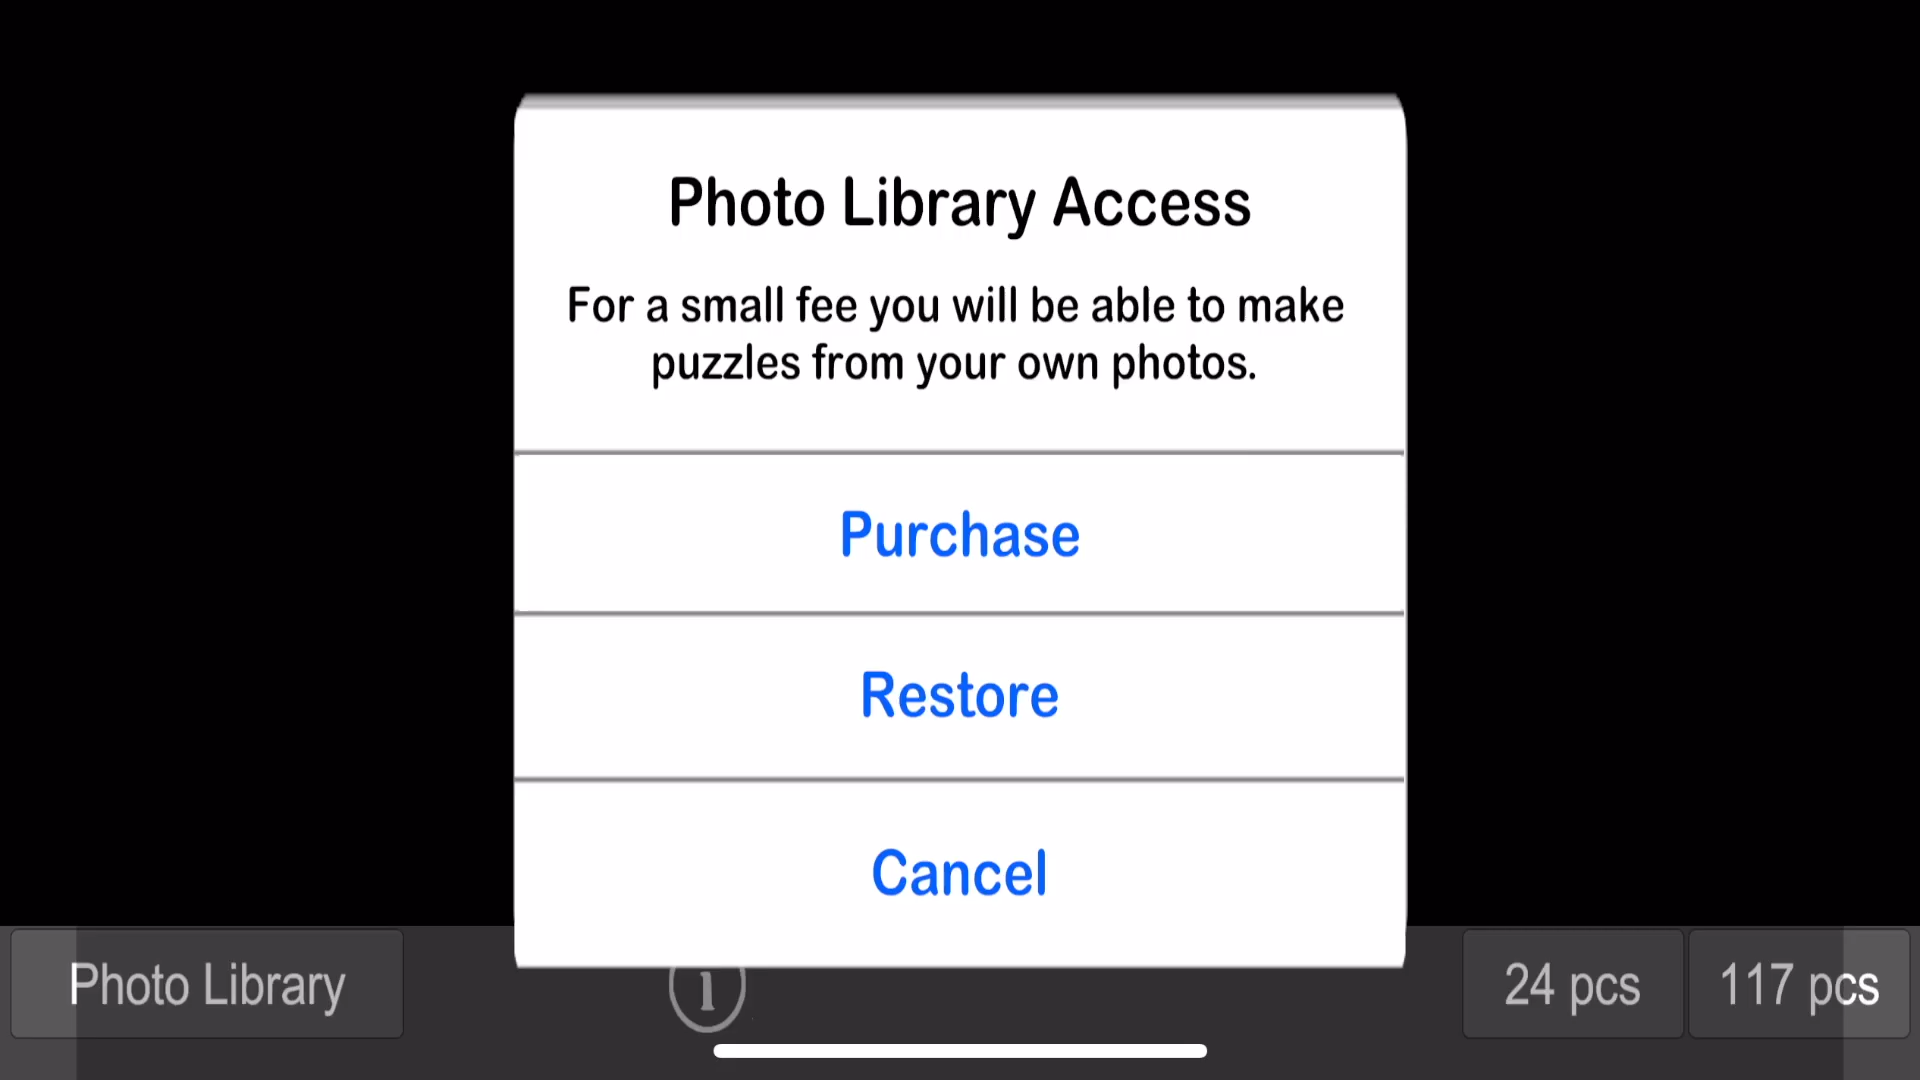 Photo Library Access
For a small fee you will be able to make
puzzles from your own photos.
Purchase
Restore
Cancel
Photo Library
i
24 pcs
117 pcs